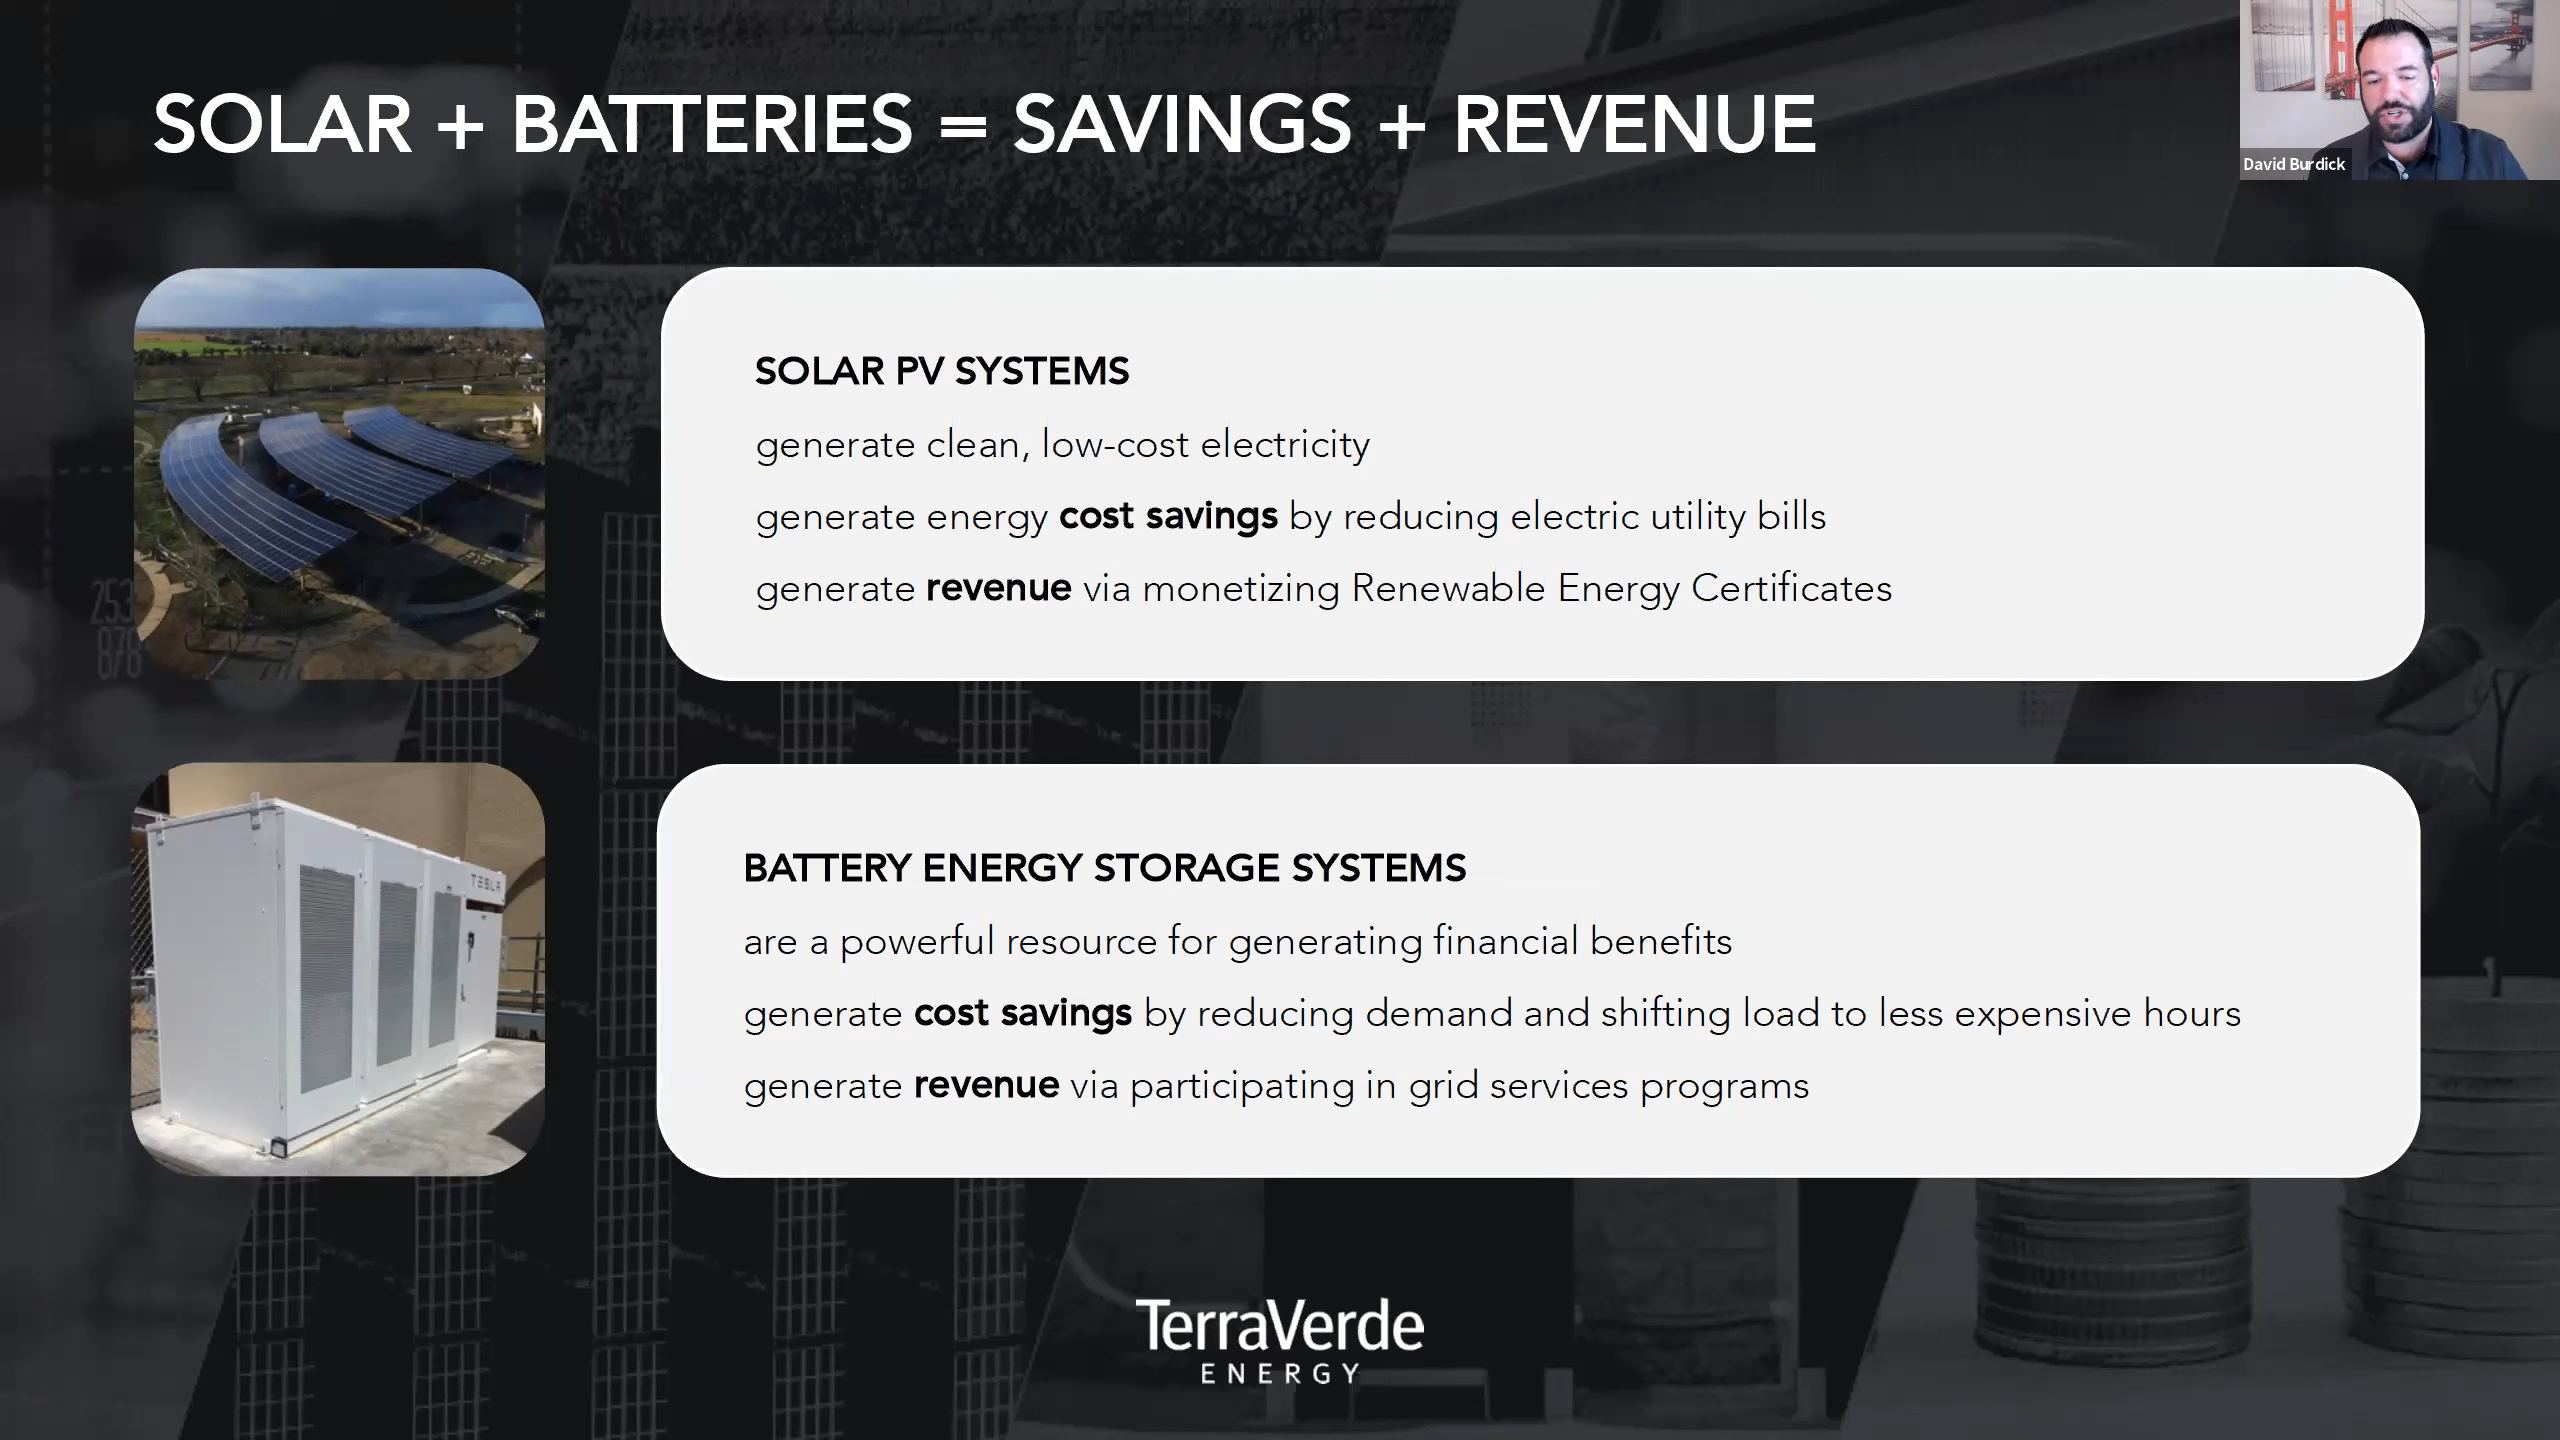 SOLAR + BATTERIES = SAVINGS + REVENUE
David Burdick
SOLAR PV SYSTEMS
generate clean, low-cost electricity
generate energy cost savings by reducing electric utility bills
generate revenue via monetizing Renewable Energy Certificates
253
878
TESLA
BATTERY ENERGY STORAGE SYSTEMS
are a powerful resource for generating financial benefits
generate cost savings by reducing demand and shifting load to less expensive hours
generate revenue via participating in grid services programs
TerraVerde
ENERGY